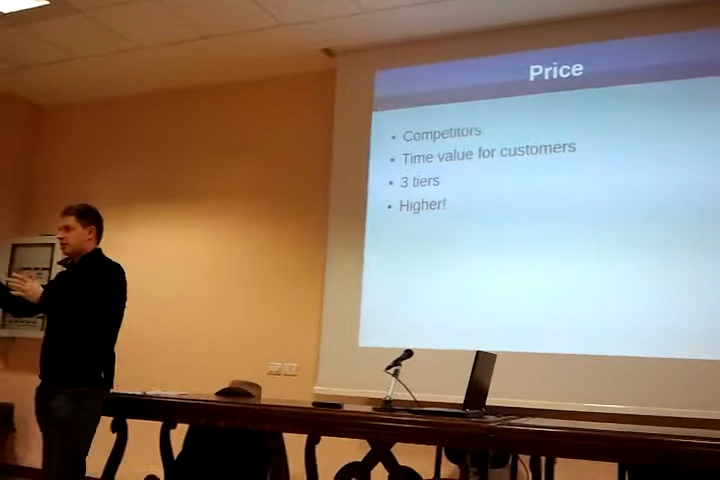 Price
• Competitors
• Time value for customers
• 3 tiers
• Higher!